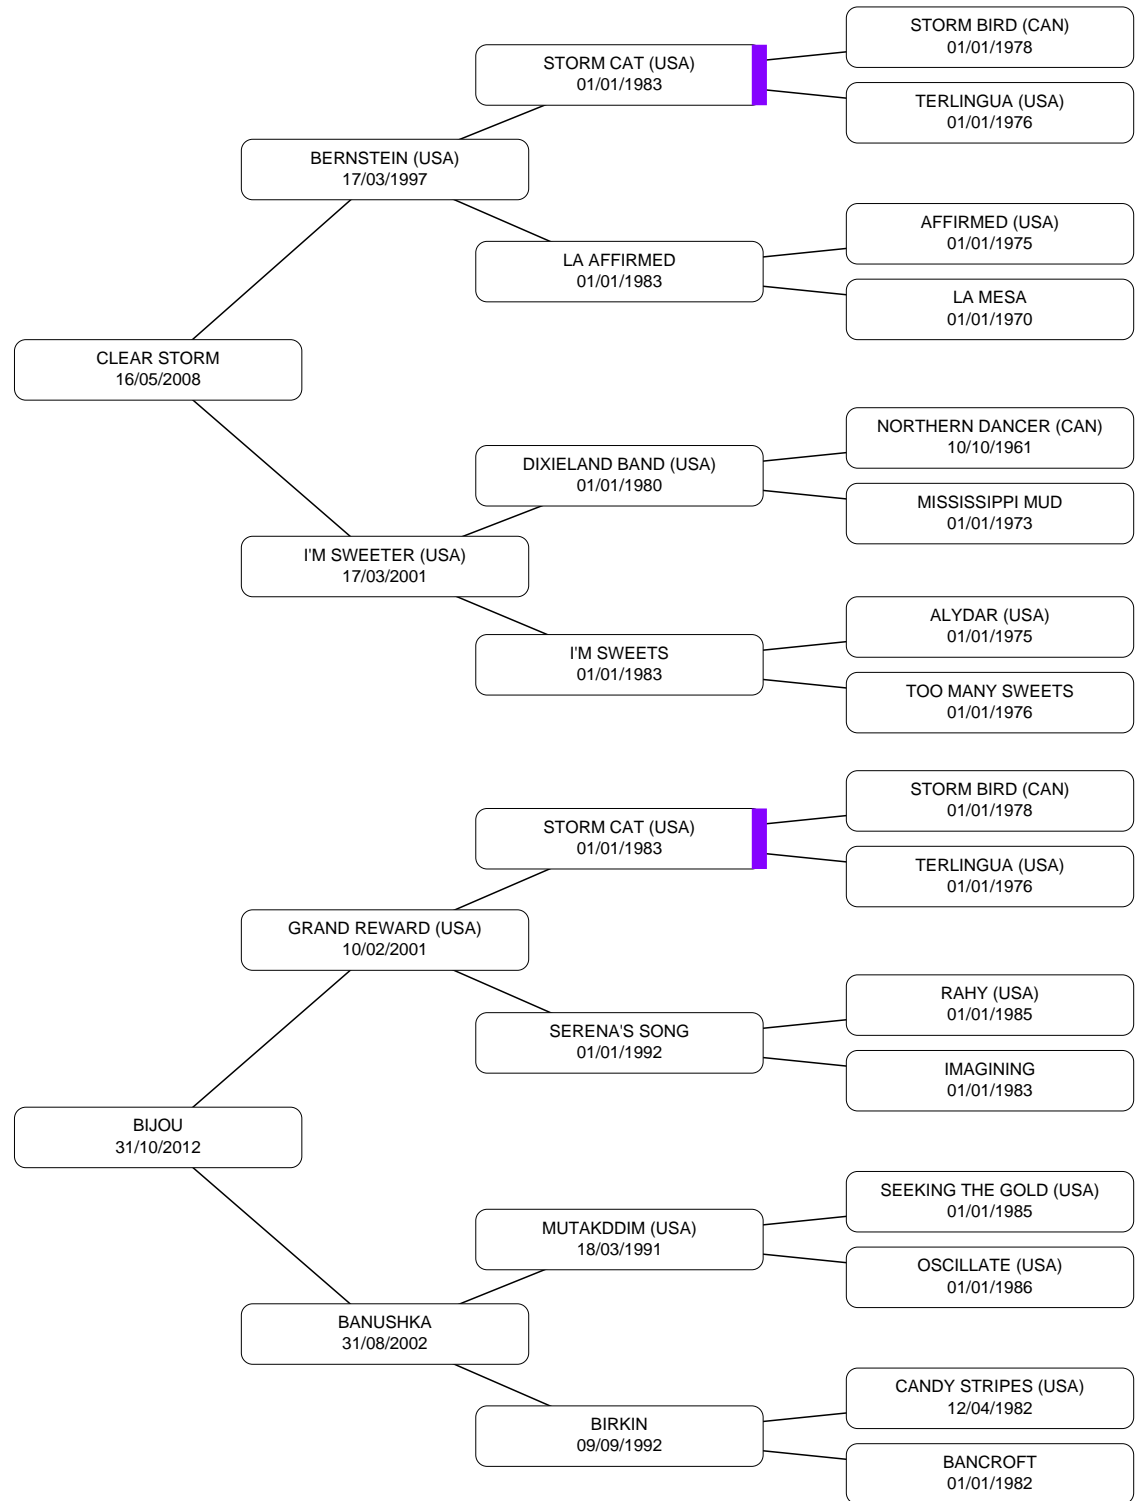 STORM BIRD (CAN)
01/01/1978
STORM CAT (USA)
01/01/1983
TERLINGUA (USA)
01/01/1976
BERNSTEIN (USA)
17/03/1997
AFFIRMED (USA)
01/01/1975
LA AFFIRMED
01/01/1983
LA MESA
01/01/1970
CLEAR STORM
16/05/2008
NORTHERN DANCER (CAN)
10/10/1961
DIXIELAND BAND (USA)
01/01/1980
MISSISSIPPI MUD
01/01/1973
I'M SWEETER (USA)
17/03/2001
ALYDAR (USA)
01/01/1975
I'M SWEETS
01/01/1983
TOO MANY SWEETS
01/01/1976
STORM BIRD (CAN)
01/01/1978
STORM CAT (USA)
01/01/1983
TERLINGUA (USA)
01/01/1976
GRAND REWARD (USA)
10/02/2001
RAHY (USA)
01/01/1985
SERENA'S SONG
01/01/1992
IMAGINING
01/01/1983
BIJOU
31/10/2012
SEEKING THE GOLD (USA)
01/01/1985
MUTAKDDIM (USA)
18/03/1991
OSCILLATE (USA)
01/01/1986
BANUSHKA
31/08/2002
CANDY STRIPES (USA)
12/04/1982
BIRKIN
09/09/1992
BANCROFT
01/01/1982